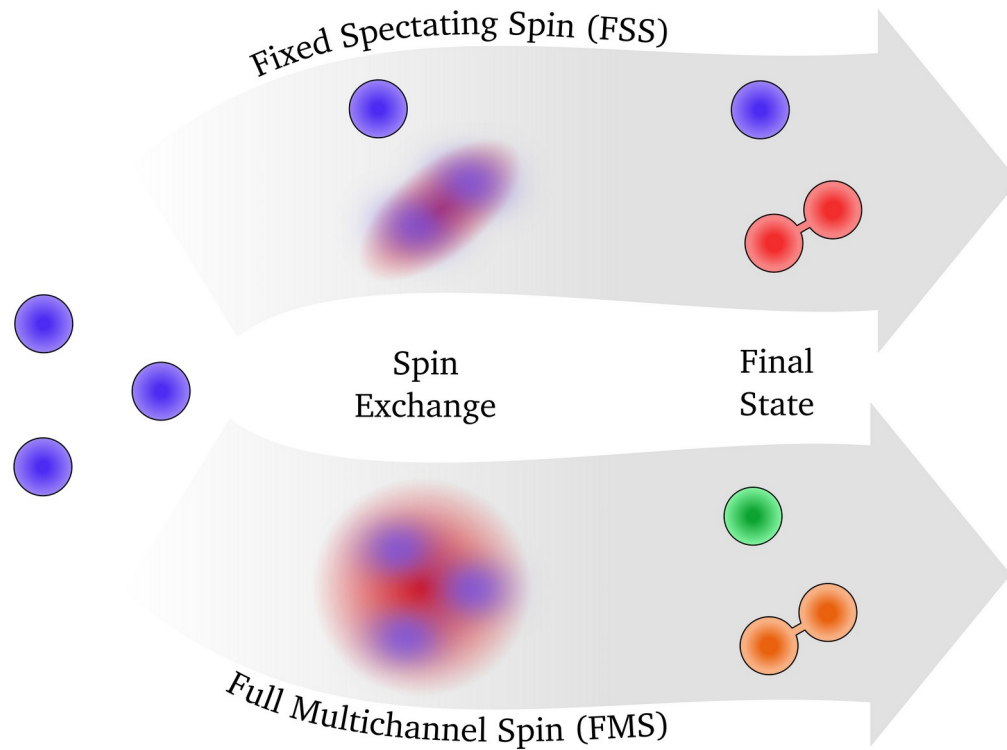 Fixed Spectating Spin (FSS)
Spin
Exchange
Final
State
Full Multichannel Spin (FMS)